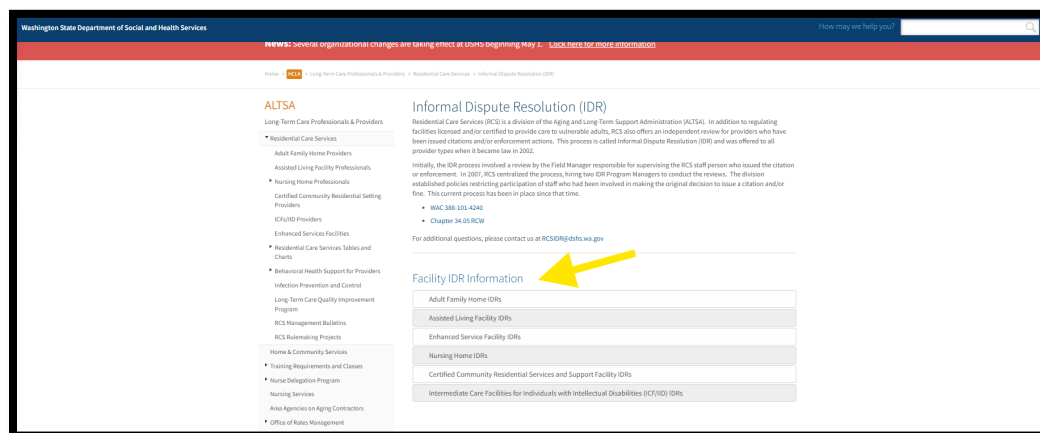 Washington State Department of Social and Health Services
How may we help you?
News: Several organizational changes are taking effect at DSHS beginning May 1. Click here for more information
Home » HCLA » Long-Term Care Professionals & Providers » Residential Care Services » Informal Dispute Resolution (IDR)
ALTSA
Long-Term Care Professionals & Providers
Residential Care Services
Adult Family Home Providers
Assisted Living Facility Professionals
Nursing Home Professionals
Certified Community Residential Setting
Providers
ICFs/IID Providers
Enhanced Services Facilities
Residential Care Services Tables and
Charts
Behavioral Health Support for Providers
Infection Prevention and Control
Long-Term Care Quality Improvement
Program
RCS Management Bulletins
RCS Rulemaking Projects
Home & Community Services
Training Requirements and Classes
Nurse Delegation Program
Nursing Services
Area Agencies on Aging Contractors
Office of Rates Management
Informal Dispute Resolution (IDR)
Residential Care Services (RCS) is a division of the Aging and Long-Term Support Administration (ALTSA). In addition to regulating
facilities licensed and/or certified to provide care to vulnerable adults, RCS also offers an independent review for providers who have
been issued citations and/or enforcement actions. This process is called Informal Dispute Resolution (IDR) and was offered to all
provider types when it became law in 2002.
Initially, the IDR process involved a review by the Field Manager responsible for supervising the RCS staff person who issued the citation
or enforcement. In 2007, RCS centralized the process, hiring two IDR Program Managers to conduct the reviews. The division
established policies restricting participation of staff who had been involved in making the original decision to issue a citation and/or
fine. This current process has been in place since that time.
• WAC 388-101-4240
• Chapter 34.05 RCW
For additional questions, please contact us at RCSIDR@dshs.wa.gov
Facility IDR Information
Adult Family Home IDRs
Assisted Living Facility IDRs
Enhanced Service Facility IDRs
Nursing Home IDRs
Certified Community Residential Services and Support Facility IDRs
Intermediate Care Facilities for Individuals with Intellectual Disabilities (ICF/IID) IDRs